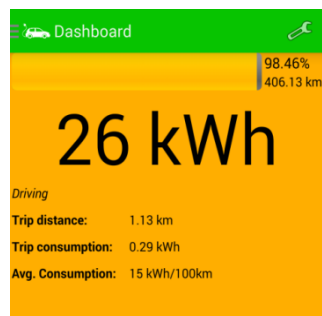 Dashboard
98.46%
406.13 km
26 kWh
Driving
Trip distance: 1.13 km
Trip consumption: 0.29 kWh
Avg. Consumption: 15 kWh/100km